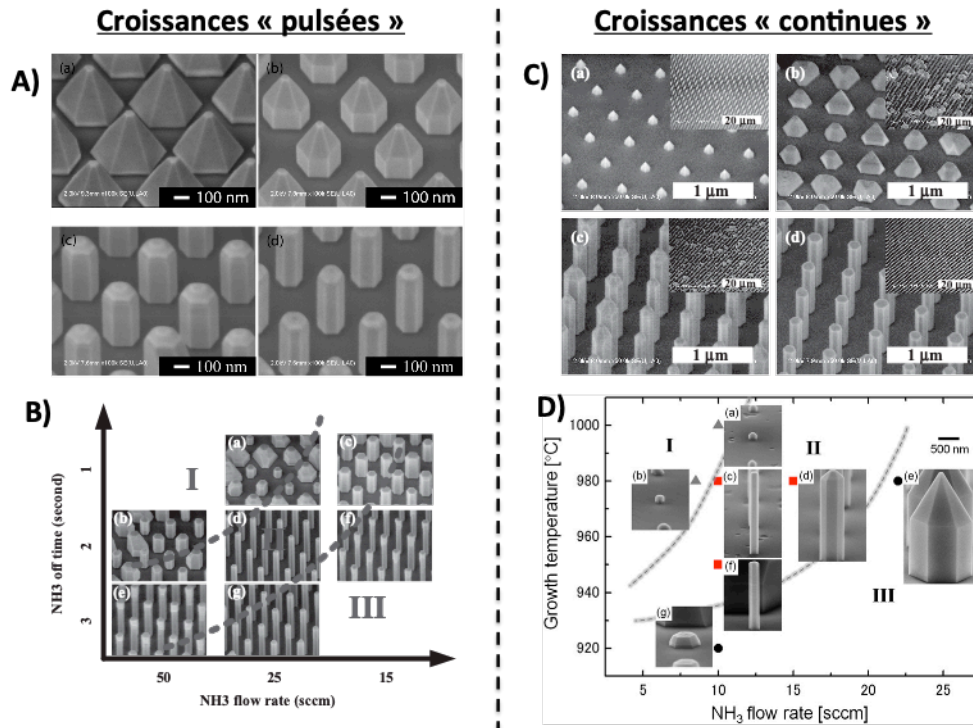 Croissances « pulsées »
Croissances « continues »
A)
(a)
100 nm
(b)
100 nm
(c)
100 nm
(d)
100 nm
C)
(a)
20 µm
1 µm
(b)
20 µm
1 µm
(c)
20 µm
1 µm
(d)
20 µm
1 µm
B)
NH3 off time (second)
1
2
3
I
III
(a)
(c)
(b)
(d)
(f)
(e)
(g)
50
25
15
NH3 flow rate (sccm)
D)
Growth temperature [°C]
1000
980
960
940
920
I
II
III
500 nm
(a)
(b)
(c)
(d)
(e)
(f)
(g)
5
10
15
20
25
NH₃ flow rate [sccm]